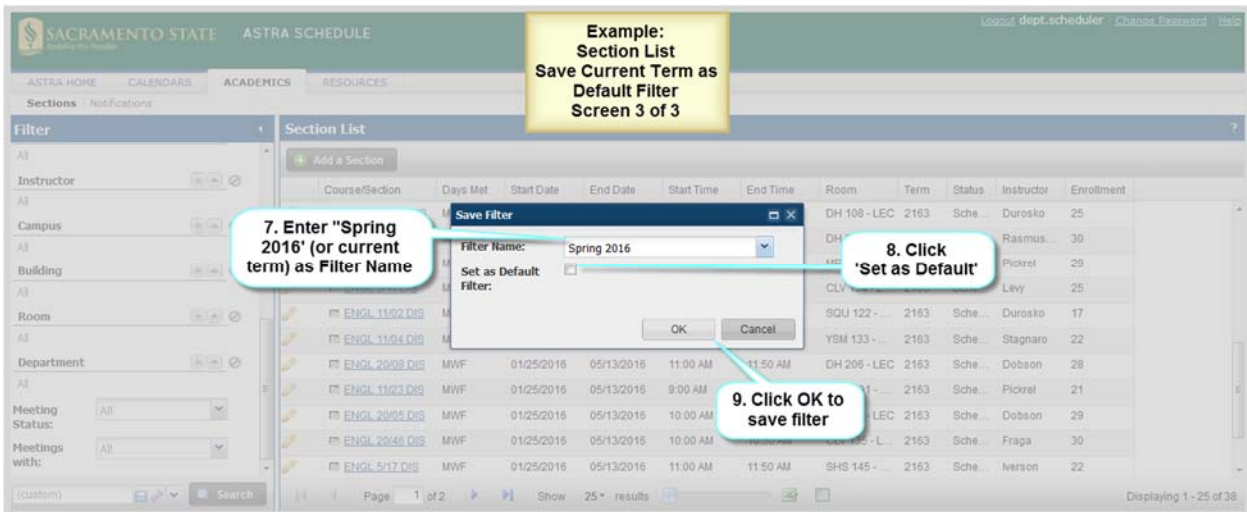 SACRAMENTO STATE
Redefine the Possible
ASTRA SCHEDULE
Logout dept.scheduler | Change Password | Help
Example:
Section List
Save Current Term as
Default Filter
Screen 3 of 3
ASTRA HOME CALENDARS ACADEMICS RESOURCES
Sections Notifications
Filter
All
Instructor
All
Campus
All
Building
All
Room
All
Department
All
Meeting Status: All
Meetings with: All
(custom) Search
Section List ?
Add a Section
Course/Section Days Met Start Date End Date Start Time End Time Room Term Status Instructor Enrollment
DH 108 - LEC 2163 Sche... Durosko 25
Rasmus... 30
Pickrel 29
Levy 25
ENGL 11/02 DIS SQU 122 - ... 2163 Sche... Durosko 17
ENGL 11/04 DIS YSM 133 - ... 2163 Sche... Stagnaro 22
ENGL 20/08 DIS MWF 01/25/2016 05/13/2016 11:00 AM 11:50 AM DH 206 - LEC 2163 Sche... Dobson 28
ENGL 11/23 DIS MWF 01/25/2016 05/13/2016 9:00 AM 2163 Sche... Pickrel 21
ENGL 20/05 DIS MWF 01/25/2016 05/13/2016 10:00 AM LEC 2163 Sche... Dobson 29
ENGL 20/46 DIS MWF 01/25/2016 05/13/2016 10:00 AM 2163 Sche... Fraga 30
ENGL 5/17 DIS MWF 01/25/2016 05/13/2016 11:00 AM 11:50 AM SHS 145 - ... 2163 Sche... Iverson 22
Page 1 of 2 Show 25 results
Displaying 1 - 25 of 38
Save Filter
Filter Name: Spring 2016
Set as Default
Filter:
OK Cancel
7. Enter "Spring
2016' (or current
term) as Filter Name
8. Click
'Set as Default'
9. Click OK to
save filter